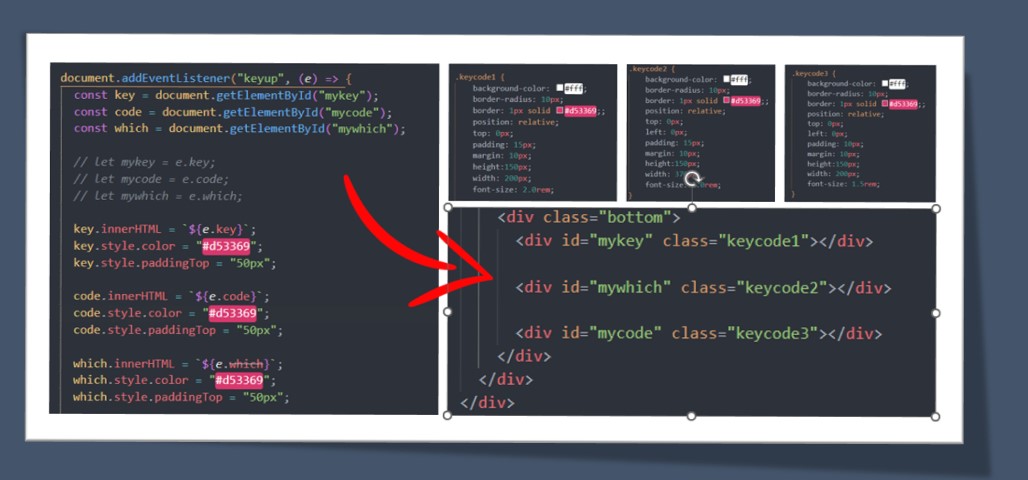 document.addEventListener("keyup", (e) => {
const key = document.getElementById("mykey");
const code = document.getElementById("mycode");
const which = document.getElementById("mywhich");
// let mykey = e.key;
// let mycode = e.code;
// let mywhich = e.which;
key.innerHTML = `${e.key}`;
key.style.color = "#d53369";
key.style.paddingTop = "50px";
code.innerHTML = `${e.code}`;
code.style.color = "#d53369";
code.style.paddingTop = "50px";
which.innerHTML = `${e.which}`;
which.style.color = "#d53369";
which.style.paddingTop = "50px";
.keycode1 {
background-color: #fff;
border-radius: 10px;
border: 1px solid #d53369;;
position: relative;
top: 0px;
padding: 15px;
margin: 10px;
height:150px;
width: 200px;
font-size: 2.0rem;
.keycode2 {
background-color: #fff;
border-radius: 10px;
border: 1px solid #d53369;;
position: relative;
top: 0px;
left: 0px;
padding: 15px;
margin: 10px;
height:150px;
width:
font-size:
}
.keycode3 {
background-color: #fff;
border-radius: 10px;
border: 1px solid #d53369;;
position: relative;
top: 0px;
left: 0px;
padding: 15px;
margin: 10px;
height:150px;
width: 200px;
font-size: 1.5rem;
}
<div class="bottom">
<div id="mykey" class="keycode1"></div>
<div id="mywhich" class="keycode2"></div>
<div id="mycode" class="keycode3"></div>
</div>
</div>
</div>